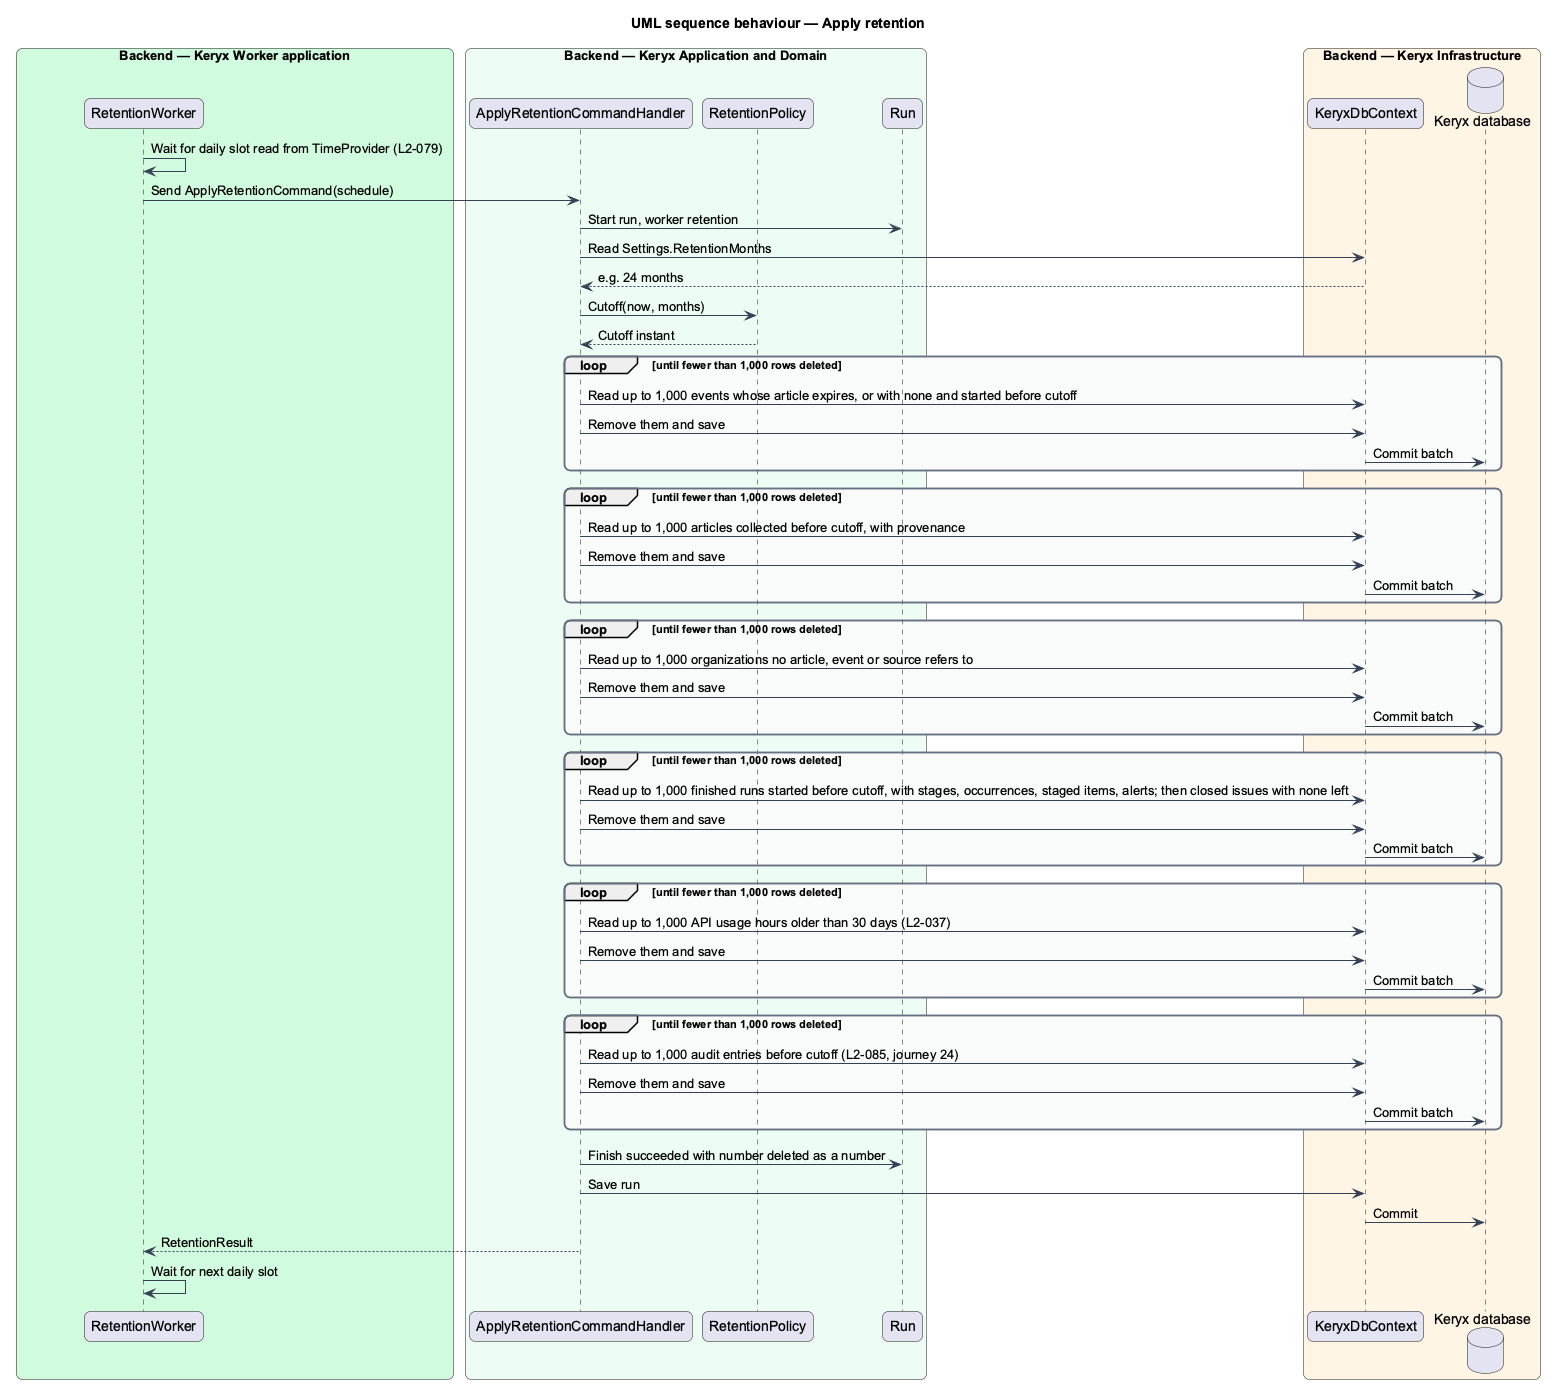 UML sequence behaviour — Apply retention
Backend — Keryx Worker application
Backend — Keryx Application and Domain
Backend — Keryx Infrastructure
RetentionWorker
ApplyRetentionCommandHandler
RetentionPolicy
Run
KeryxDbContext
Keryx database
Wait for daily slot read from TimeProvider (L2-079)
Send ApplyRetentionCommand(schedule)
Start run, worker retention
Read Settings.RetentionMonths
e.g. 24 months
Cutoff(now, months)
Cutoff instant
loop [until fewer than 1,000 rows deleted]
Read up to 1,000 events whose article expires, or with none and started before cutoff
Remove them and save
Commit batch
loop [until fewer than 1,000 rows deleted]
Read up to 1,000 articles collected before cutoff, with provenance
Remove them and save
Commit batch
loop [until fewer than 1,000 rows deleted]
Read up to 1,000 organizations no article, event or source refers to
Remove them and save
Commit batch
loop [until fewer than 1,000 rows deleted]
Read up to 1,000 finished runs started before cutoff, with stages, occurrences, staged items, alerts; then closed issues with none left
Remove them and save
Commit batch
loop [until fewer than 1,000 rows deleted]
Read up to 1,000 API usage hours older than 30 days (L2-037)
Remove them and save
Commit batch
loop [until fewer than 1,000 rows deleted]
Read up to 1,000 audit entries before cutoff (L2-085, journey 24)
Remove them and save
Commit batch
Finish succeeded with number deleted as a number
Save run
Commit
RetentionResult
Wait for next daily slot
RetentionWorker
ApplyRetentionCommandHandler
RetentionPolicy
Run
KeryxDbContext
Keryx database